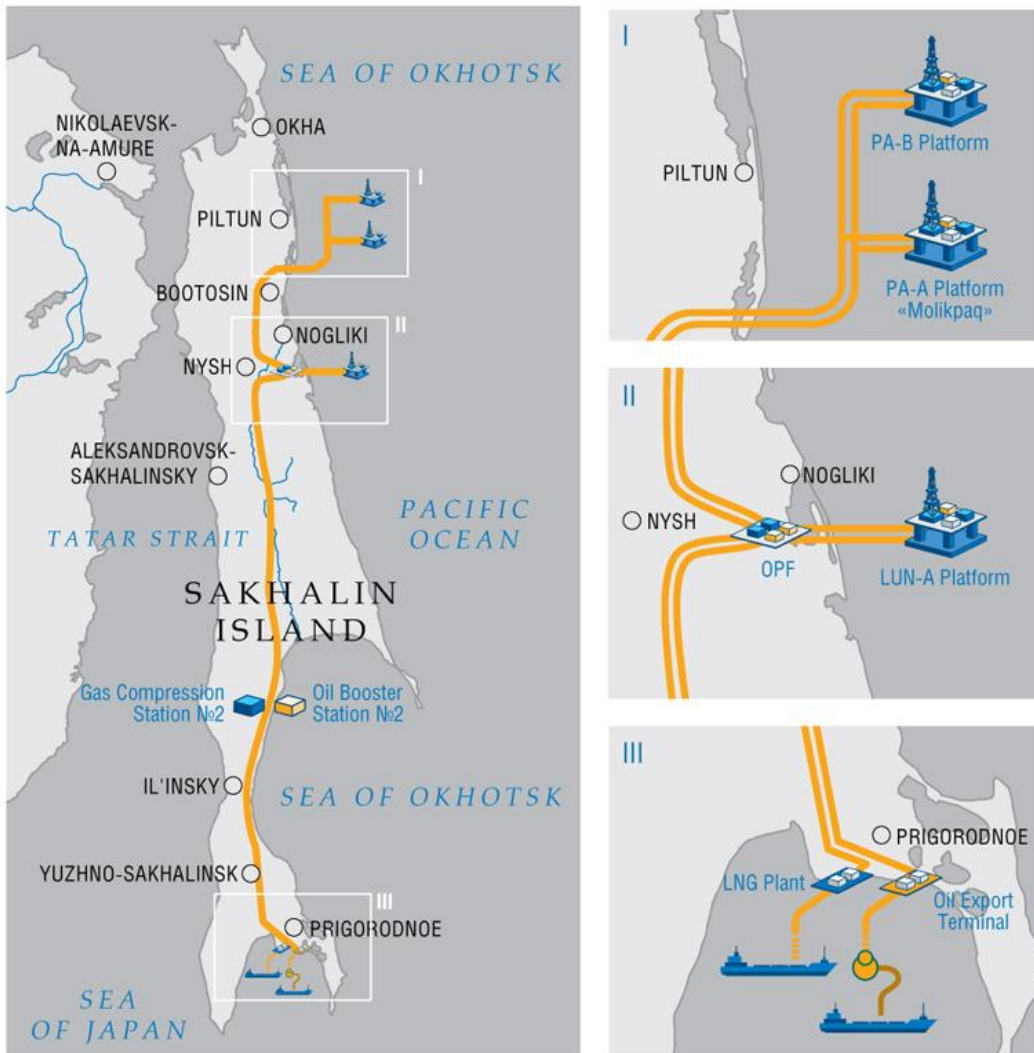 SEA OF OKHOTSK
NIKOLAEVSK-
NA-AMURE
OKHA
I
PILTUN
BOOTOSIN
II
NOGLIKI
NYSH
ALEKSANDROVSK-
SAKHALINSKY
PACIFIC
OCEAN
TATAR STRAIT
SAKHALIN
ISLAND
Gas Compression
Station №2
Oil Booster
Station №2
IL'INSKY
SEA OF OKHOTSK
YUZHNO-SAKHALINSK
III
PRIGORODNOE
SEA
OF JAPAN
I
PA-B Platform
PILTUN
PA-A Platform
«Molikpaq»
II
NOGLIKI
NYSH
OPF
LUN-A Platform
III
PRIGORODNOE
LNG Plant
Oil Export
Terminal